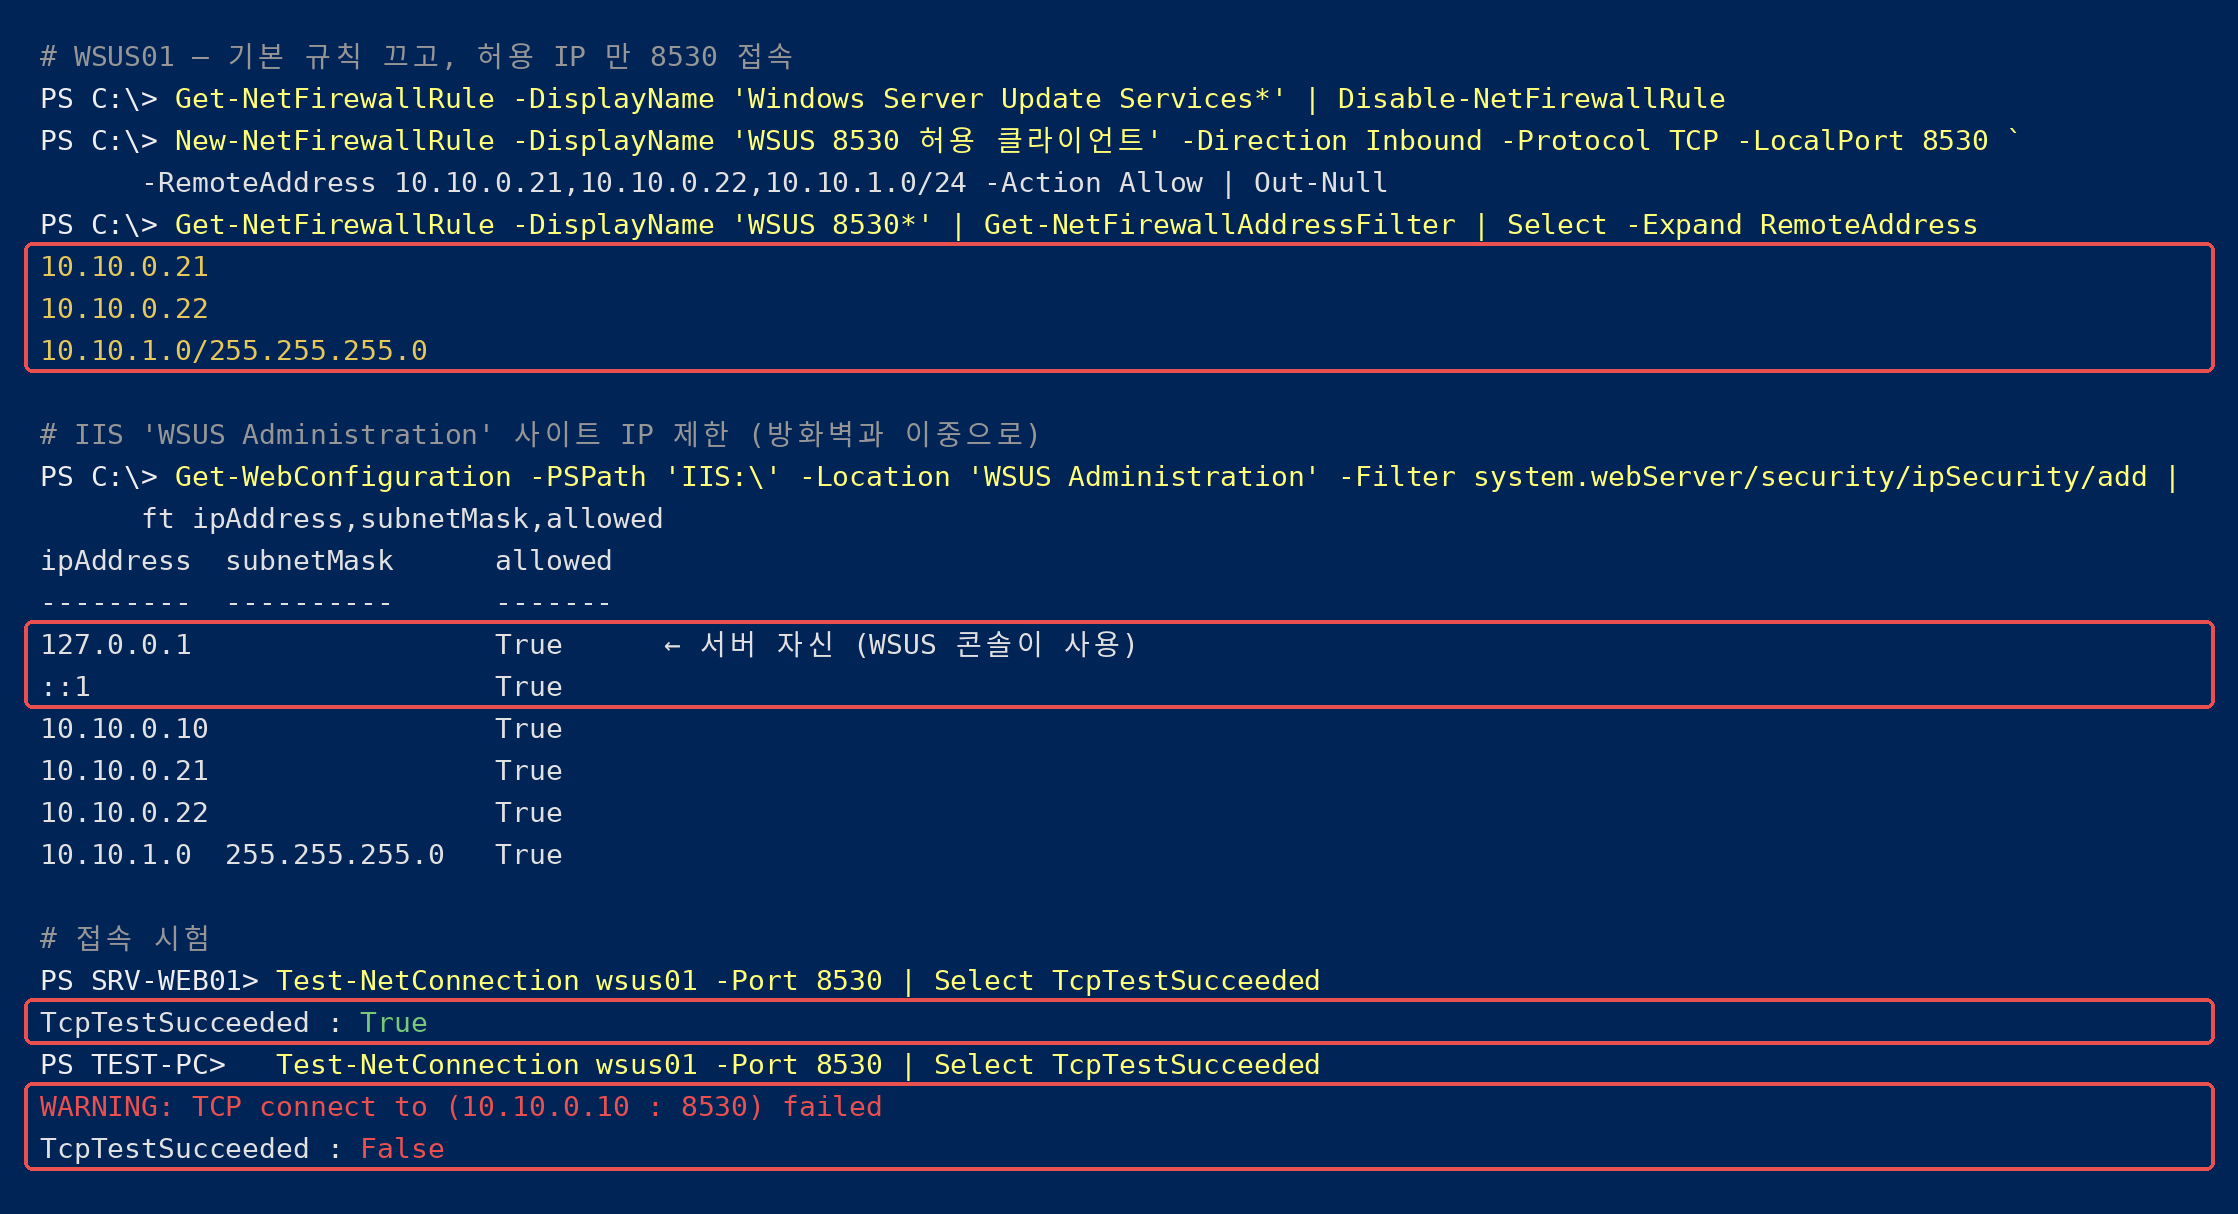 # WSUS01 — 기본 규칙 끄고, 허용 IP 만 8530 접속
PS C:\> Get-NetFirewallRule -DisplayName 'Windows Server Update Services*' | Disable-NetFirewallRule
PS C:\> New-NetFirewallRule -DisplayName 'WSUS 8530 허용 클라이언트' -Direction Inbound -Protocol TCP -LocalPort 8530 `
      -RemoteAddress 10.10.0.21,10.10.0.22,10.10.1.0/24 -Action Allow | Out-Null
PS C:\> Get-NetFirewallRule -DisplayName 'WSUS 8530*' | Get-NetFirewallAddressFilter | Select -Expand RemoteAddress
10.10.0.21
10.10.0.22
10.10.1.0/255.255.255.0
# IIS 'WSUS Administration' 사이트 IP 제한 (방화벽과 이중으로)
PS C:\> Get-WebConfiguration -PSPath 'IIS:\' -Location 'WSUS Administration' -Filter system.webServer/security/ipSecurity/add |
      ft ipAddress,subnetMask,allowed
ipAddress  subnetMask      allowed
---------  ----------      -------
127.0.0.1                  True      ← 서버 자신 (WSUS 콘솔이 사용)
::1                        True
10.10.0.10                 True
10.10.0.21                 True
10.10.0.22                 True
10.10.1.0  255.255.255.0   True
# 접속 시험
PS SRV-WEB01> Test-NetConnection wsus01 -Port 8530 | Select TcpTestSucceeded
TcpTestSucceeded : True
PS TEST-PC>   Test-NetConnection wsus01 -Port 8530 | Select TcpTestSucceeded
WARNING: TCP connect to (10.10.0.10 : 8530) failed
TcpTestSucceeded : False